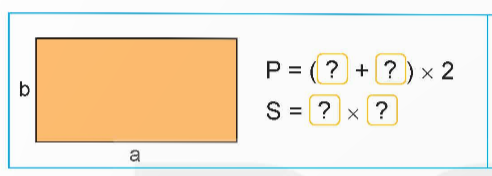 P = (? + ?) × 2
b
S = ? × ?
a